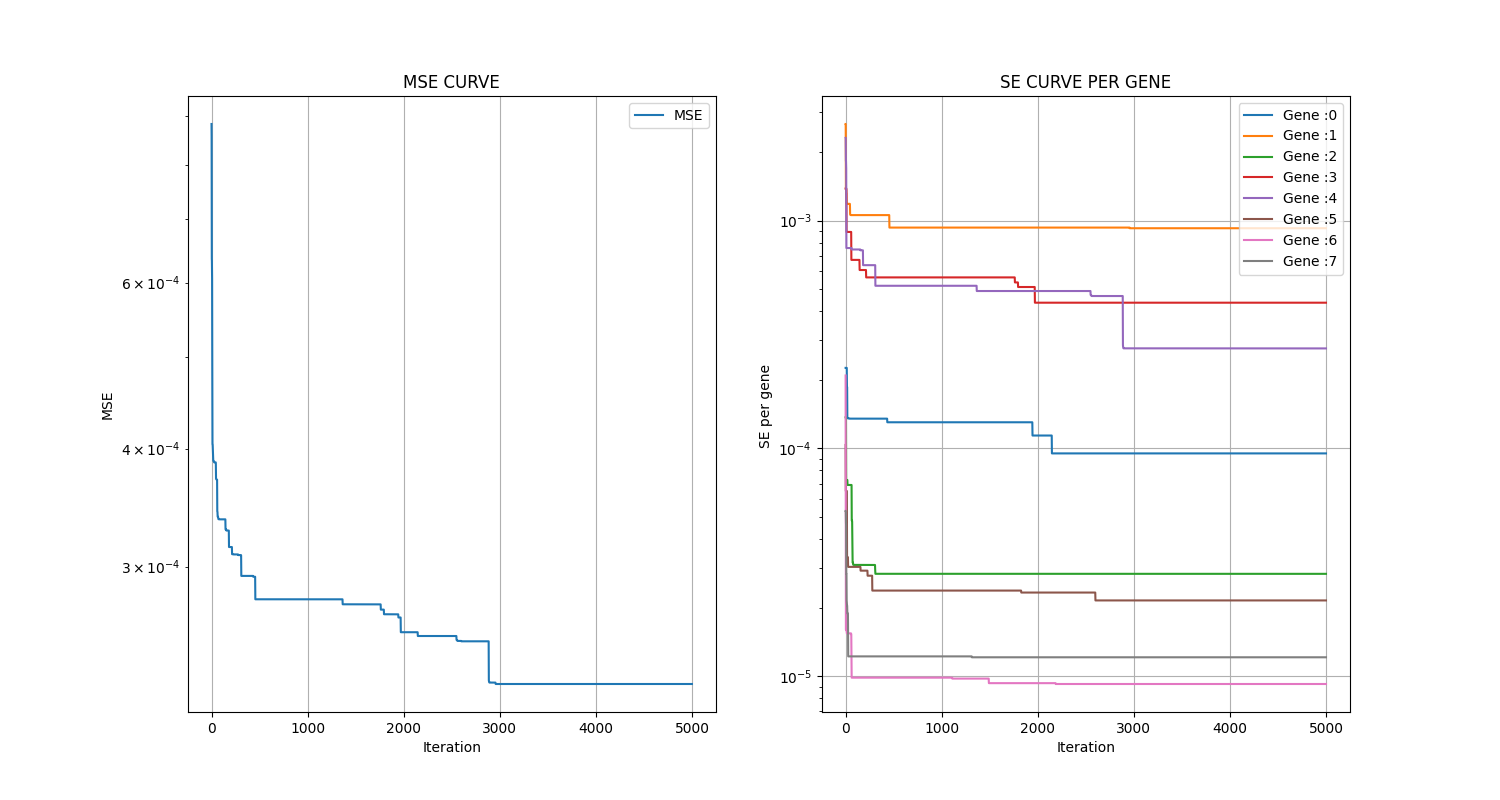 MSE CURVE
MSE
6 × 10⁻⁴
4 × 10⁻⁴
3 × 10⁻⁴
MSE
0 1000 2000 3000 4000 5000
Iteration
SE CURVE PER GENE
Gene :0
Gene :1
Gene :2
Gene :3
Gene :4
Gene :5
Gene :6
Gene :7
10⁻³
10⁻⁴
10⁻⁵
SE per gene
0 1000 2000 3000 4000 5000
Iteration